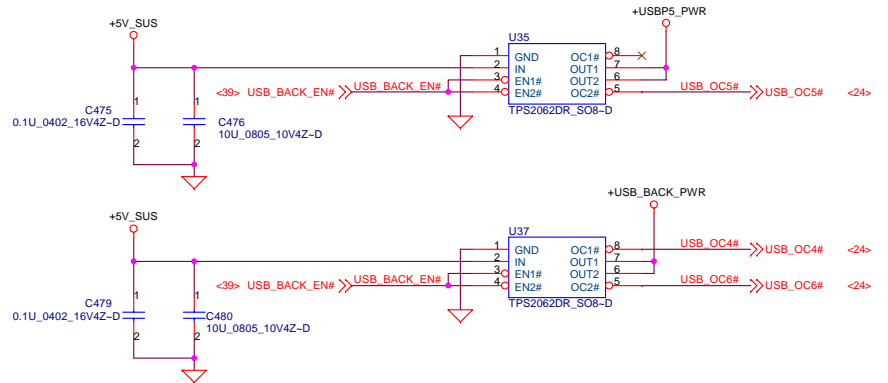 +5V_SUS
+USBP5_PWR
U35
1 GND OC1# 8
2 IN OUT1 7
3 EN1# OUT2 6
4 EN2# OC2# 5
TPS2062DR_SO8~D
<39> USB_BACK_EN# USB_BACK_EN#
USB_OC5# USB_OC5# <24>
1
C475
0.1U_0402_16V4Z~D
2
1
C476
10U_0805_10V4Z~D
2
+5V_SUS
+USB_BACK_PWR
U37
1 GND OC1# 8
2 IN OUT1 7
3 EN1# OUT2 6
4 EN2# OC2# 5
TPS2062DR_SO8~D
USB_OC4# USB_OC4# <24>
<39> USB_BACK_EN# USB_BACK_EN#
USB_OC6# USB_OC6# <24>
1
C479
0.1U_0402_16V4Z~D
2
1
C480
10U_0805_10V4Z~D
2